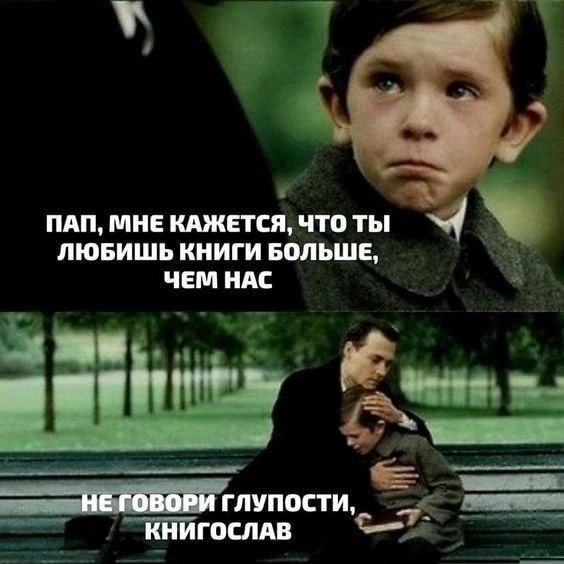 ПАП, МНЕ КАЖЕТСЯ, ЧТО ТЫ
ЛЮБИШЬ КНИГИ БОЛЬШЕ,
ЧЕМ НАС
НЕ ГОВОРИ ГЛУПОСТИ,
КНИГОСЛАВ